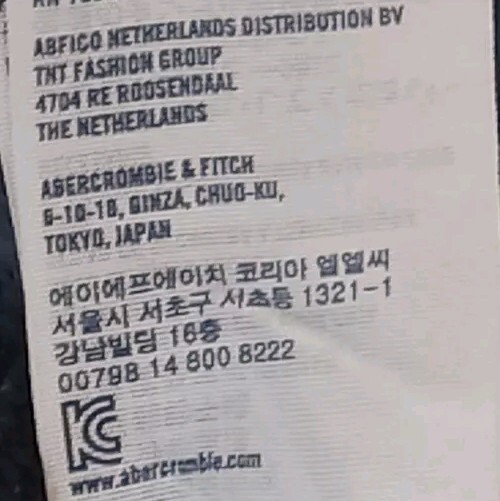 ABFICO NETHERLANDS DISTRIBUTION BV
TNT FASHION GROUP
4704 RE ROOSENDAAL
THE NETHERLANDS
ABERCROMBIE & FITCH
6-10-10, GINZA, CHUO-KU,
TOKYO, JAPAN
에이에프에이치 코리아 엘엘씨
서울시 서초구 서초동 1321-1
강남빌딩 16층
00798 14 800 8222
KC
www.abercrombie.com